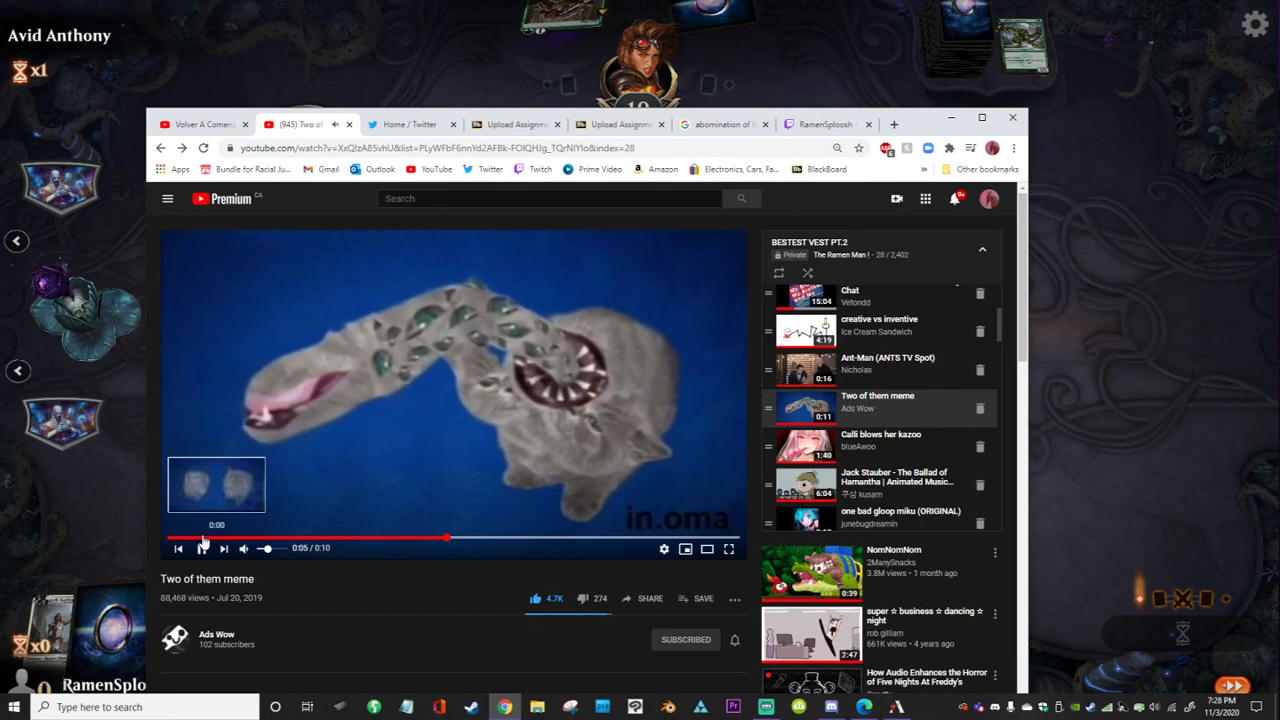 Avid Anthony
x1
19
Volver A Comenz
(945) Two of
Home / Twitter
Upload Assignme
Upload Assignme
abomination of l
RamenSploosh -
youtube.com/watch?v=XxQlzA85vhU&list=PLyWFbF6nnYd2AFBk-FOlQHJg_TQrNIYIo&index=28
Apps
Bundle for Racial Ju...
Gmail
Outlook
YouTube
Twitter
Twitch
Prime Video
Amazon
Electronics, Cars, Fa...
BlackBoard
»
Other bookmarks
Premium CA
Search
9+
BESTEST VEST PT.2
Private The Ramen Man ! - 28 / 2,402
Chat
Vetondd
15:04
creative vs inventive
Ice Cream Sandwich
4:19
Ant-Man (ANTS TV Spot)
Nicholas
0:16
Two of them meme
Ads Wow
0:11
Calli blows her kazoo
blueAwoo
1:40
Jack Stauber - The Ballad of
Hamantha | Animated Music...
구상 kusam
6:04
one bad gloop miku (ORIGINAL)
junebugdreamin
in.oma
0:00
0:05 / 0:10
Two of them meme
88,468 views • Jul 20, 2019
4.7K
274
SHARE
SAVE
Ads Wow
102 subscribers
SUBSCRIBED
NomNomNom
2ManySnacks
3.8M views • 1 month ago
0:39
super ☆ business ☆ dancing ☆
night
rob gilliam
661K views • 4 years ago
2:47
How Audio Enhances the Horror
of Five Nights At Freddy's
x0
0
RamenSplo
Type here to search
7:28 PM
11/3/2020